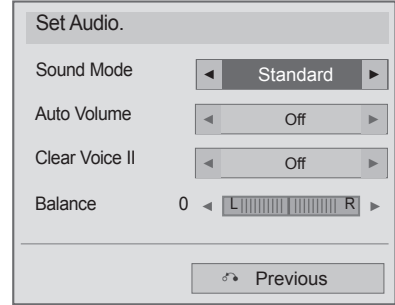 Set Audio.
Sound Mode ◄ Standard ►
Auto Volume ◄ Off ►
Clear Voice II ◄ Off ►
Balance 0 ◄ L R ►
Previous